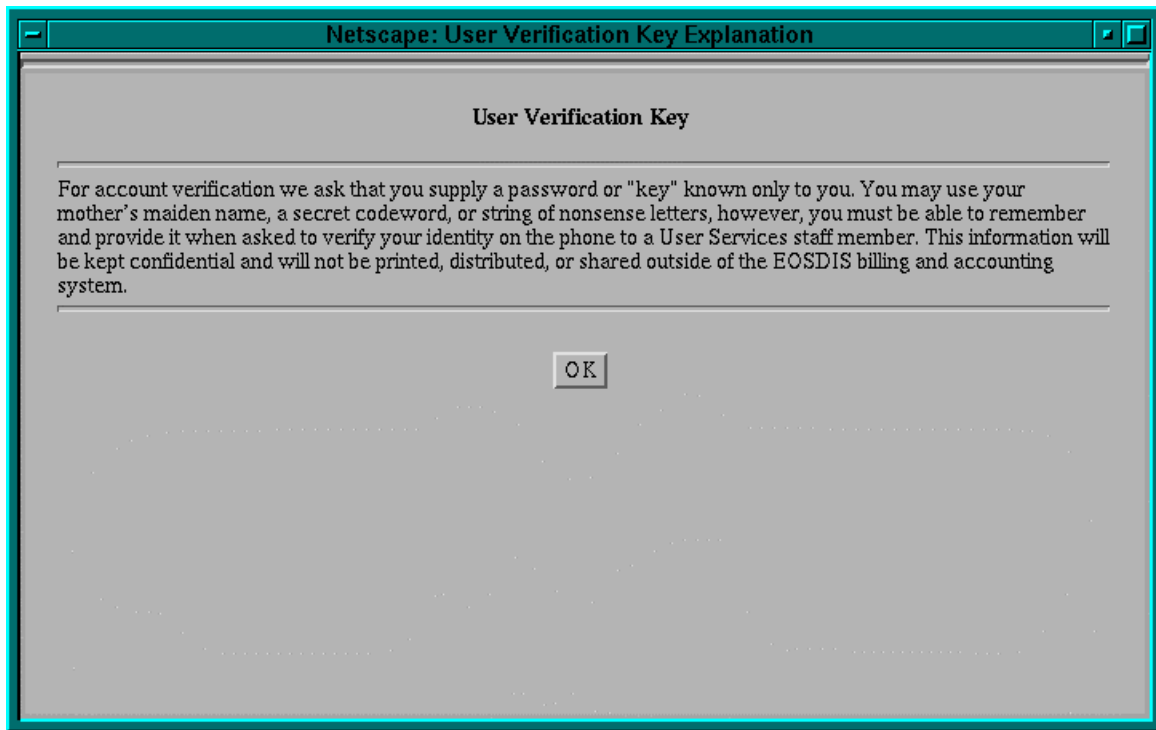 Netscape: User Verification Key Explanation
User Verification Key
For account verification we ask that you supply a password or "key" known only to you. You may use your
mother's maiden name, a secret codeword, or string of nonsense letters, however, you must be able to remember
and provide it when asked to verify your identity on the phone to a User Services staff member. This information will
be kept confidential and will not be printed, distributed, or shared outside of the EOSDIS billing and accounting
system.
OK